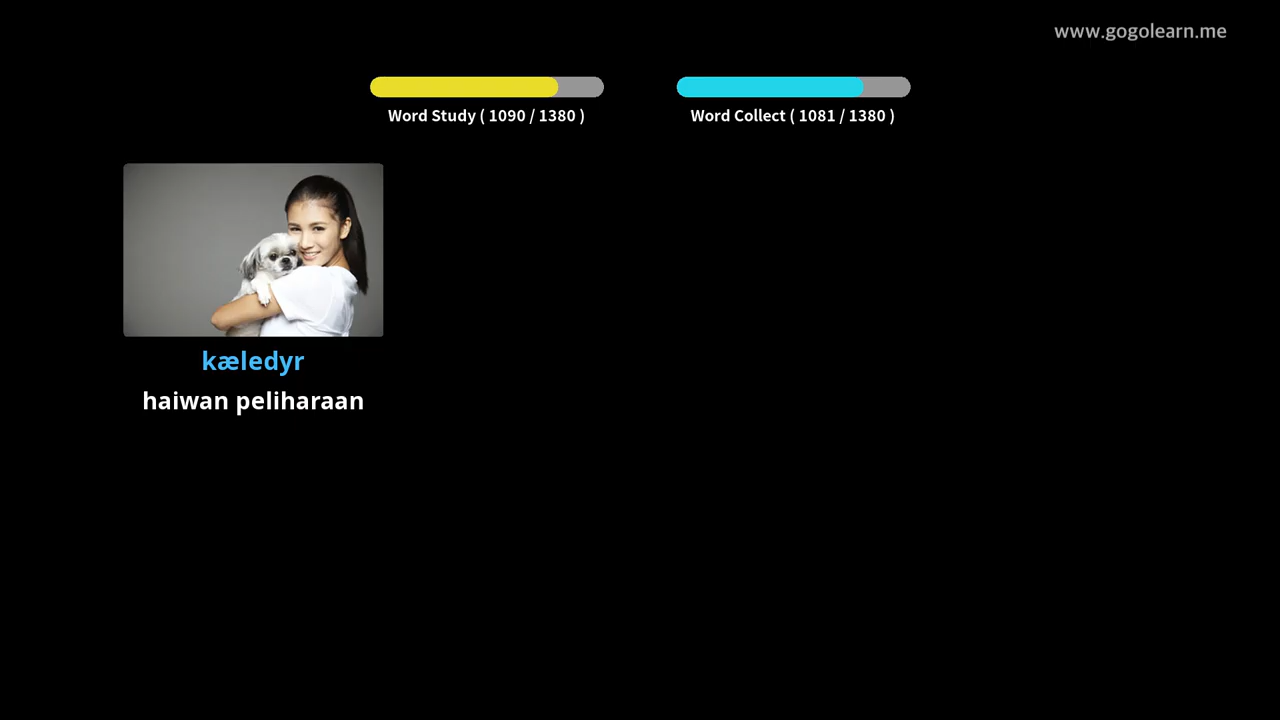 www.gogolearn.me
Word Study ( 1090 / 1380 )
Word Collect ( 1081 / 1380 )
kæledyr
haiwan peliharaan